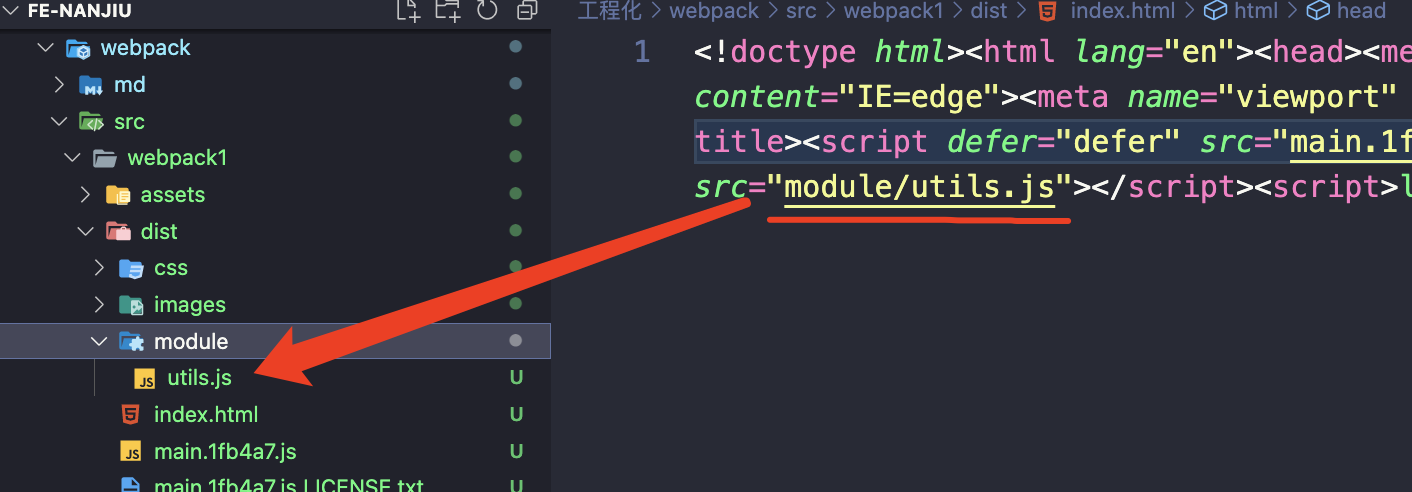 FE-NANJIU
webpack
md
src
webpack1
assets
dist
css
images
module
utils.js U
index.html U
main.1fb4a7.js U
main.1fb4a7.js.LICENSE.txt U
工程化 > webpack > src > webpack1 > dist > index.html > html > head
1 <!doctype html><html lang="en"><head><me
content="IE=edge"><meta name="viewport"
title><script defer="defer" src="main.1f
src="module/utils.js"></script><script>l